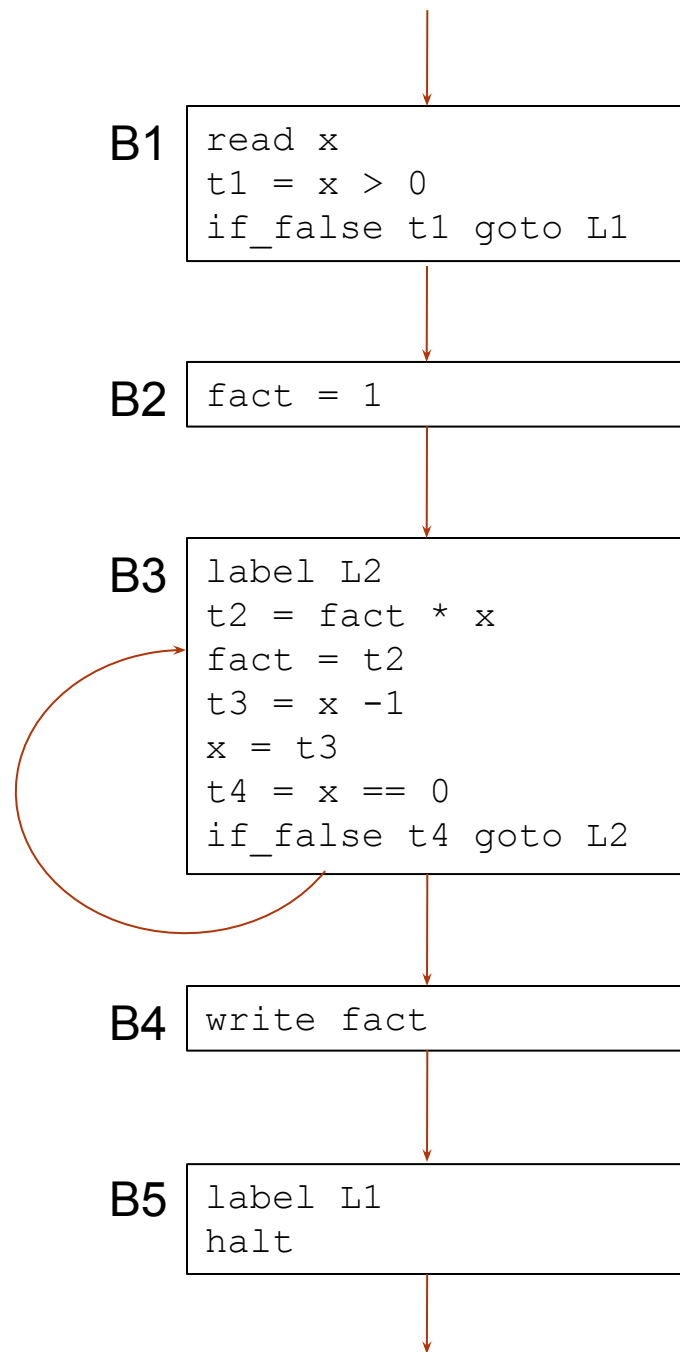 B1
read x
t1 = x > 0
if_false t1 goto L1
B2
fact = 1
B3
label L2
t2 = fact * x
fact = t2
t3 = x -1
x = t3
t4 = x == 0
if_false t4 goto L2
B4
write fact
B5
label L1
halt